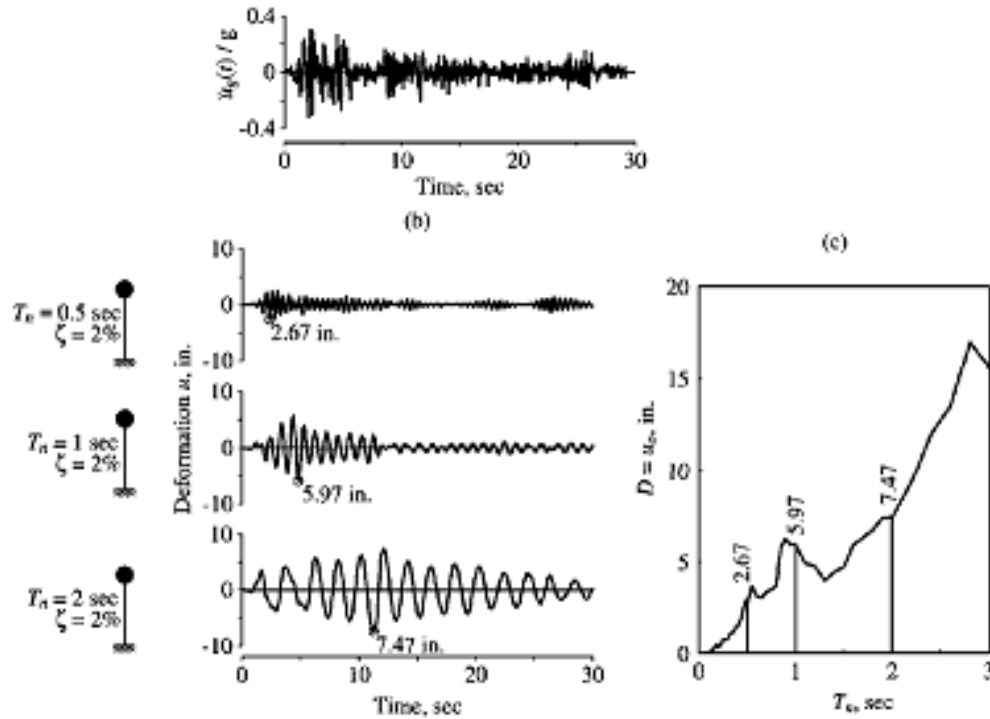 0.4
0
-0.4
ü_g(t) / g
0 10 20 30
Time, sec
(b)
(c)
T_n = 0.5 sec
ζ = 2%
T_n = 1 sec
ζ = 2%
T_n = 2 sec
ζ = 2%
Deformation u, in.
10
0
-10
2.67 in.
10
0
-10
5.97 in.
10
0
-10
7.47 in.
0 10 20 30
Time, sec
20
15
10
5
0
D = u_o, in.
2.67
5.97
7.47
0 1 2 3
T_n, sec